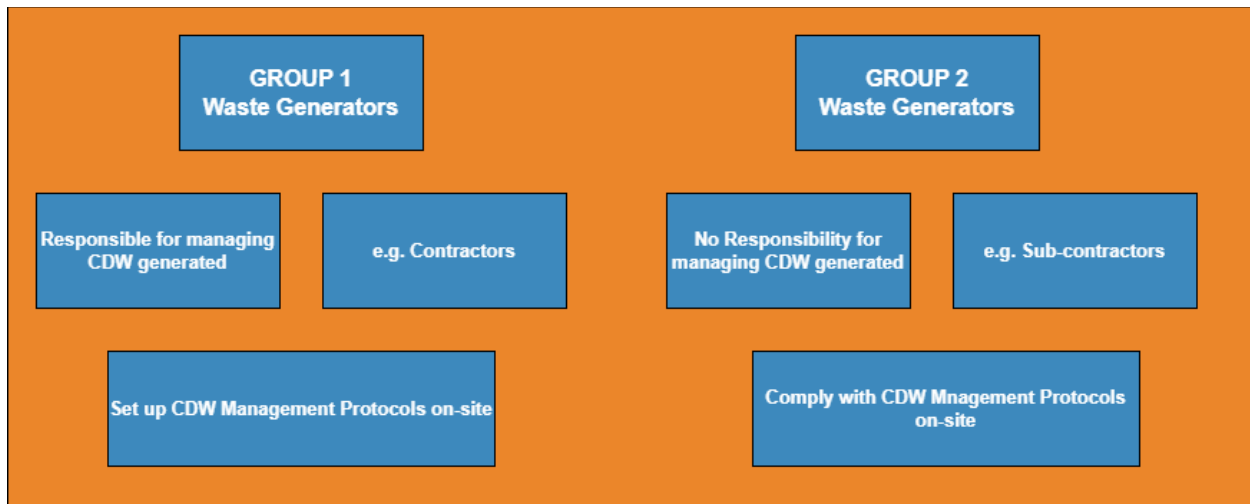 GROUP 1
Waste Generators
GROUP 2
Waste Generators
Responsible for managing
CDW generated
e.g. Contractors
No Responsibility for
managing CDW generated
e.g. Sub-contractors
Set up CDW Management Protocols on-site
Comply with CDW Mnagement Protocols
on-site